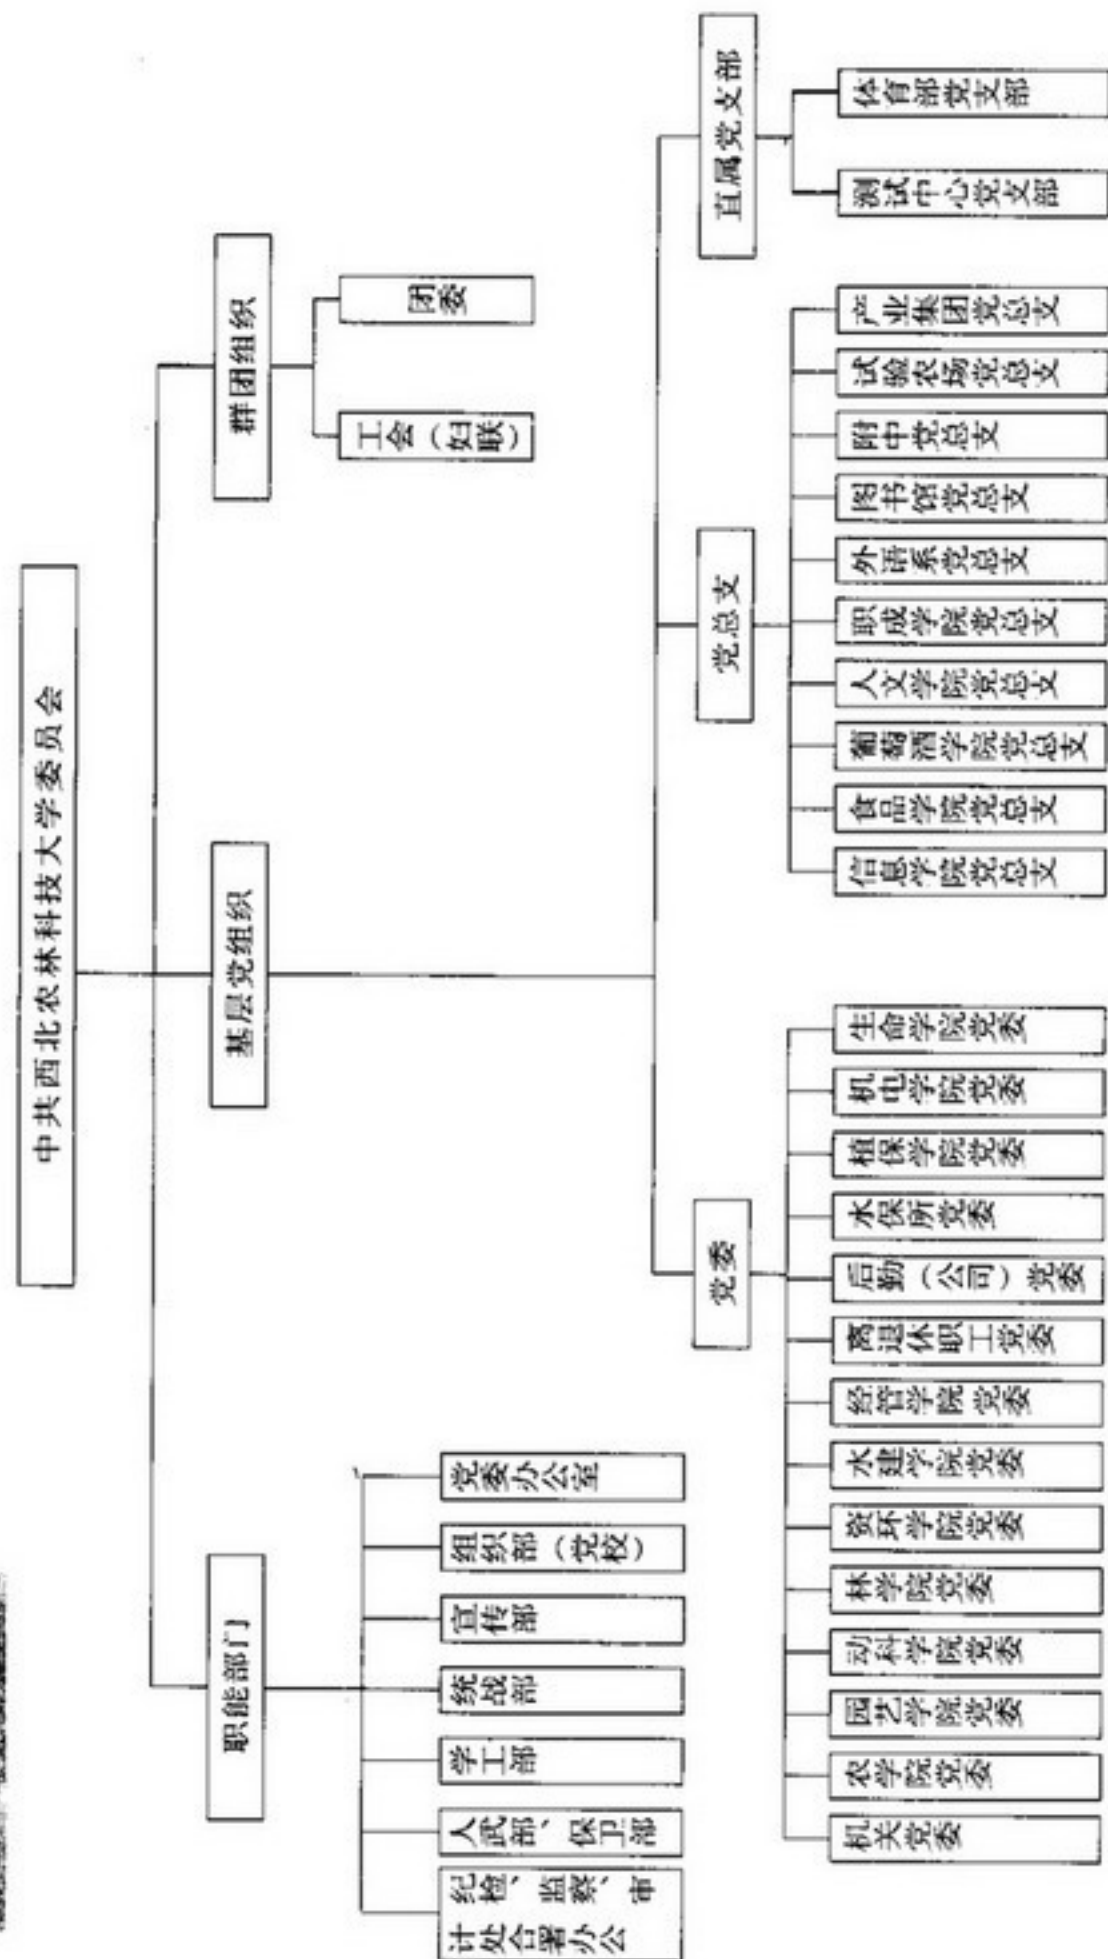 中共西北农林科技大学委员会
职能部门
基层党组织
群团组织
纪检、监察、审
计处合署办公
人武部、保卫部
学工部
统战部
宣传部
组织部（党校）
党委办公室
工会（妇联）
团委
党委
党总支
直属党支部
机关党委
农学院党委
园艺学院党委
动科学院党委
林学院党委
资环学院党委
水建学院党委
经管学院党委
离退休职工党委
后勤（公司）党委
水保所党委
植保学院党委
机电学院党委
生命学院党委
信息学院党总支
食品学院党总支
葡萄酒学院党总支
人文学院党总支
职成学院党总支
外语系党总支
图书馆党总支
附中党总支
试验农场党总支
产业集团党总支
测试中心党支部
体育部党支部